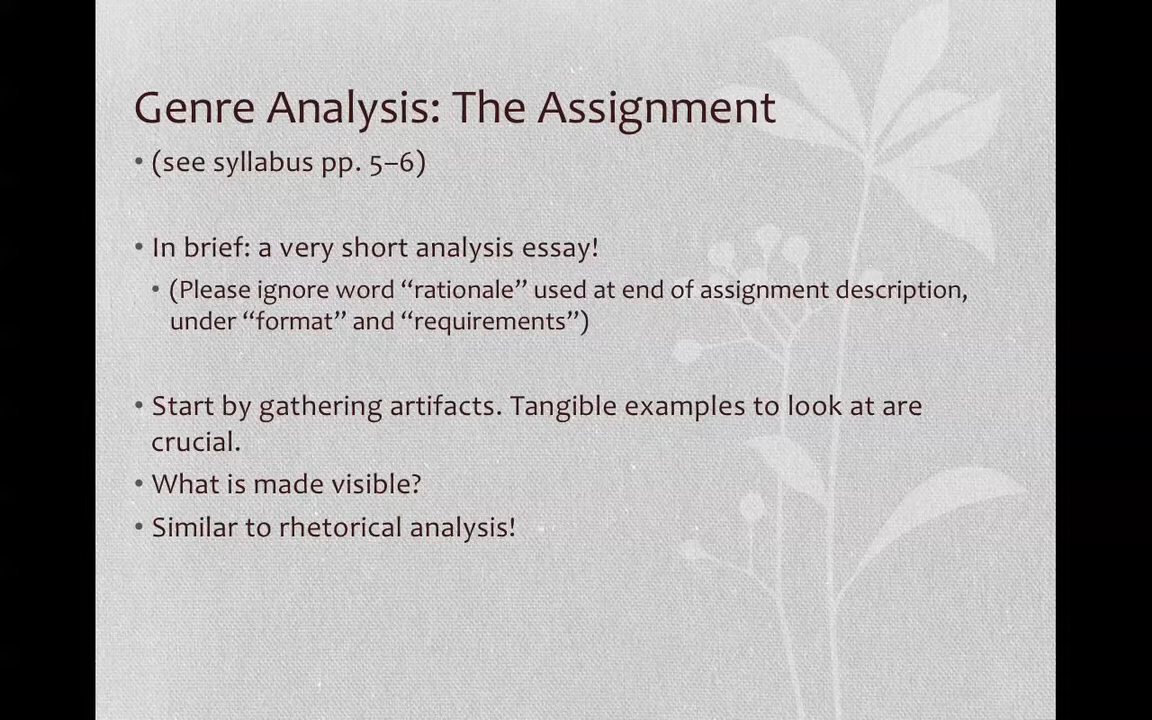 Genre Analysis: The Assignment
• (see syllabus pp. 5–6)
• In brief: a very short analysis essay!
• (Please ignore word “rationale” used at end of assignment description,
under “format” and “requirements”)
• Start by gathering artifacts. Tangible examples to look at are
crucial.
• What is made visible?
• Similar to rhetorical analysis!